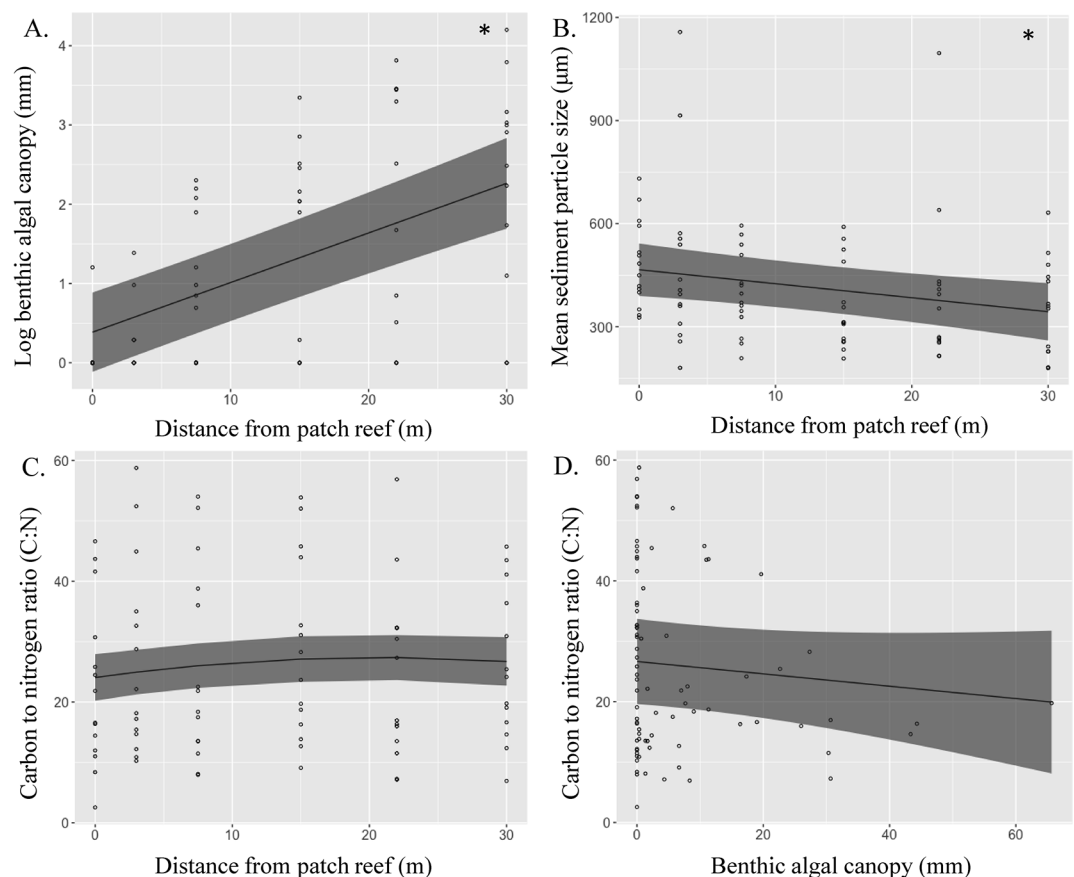 A.
*
Log benthic algal canopy (mm)
4
3
2
1
0
0 10 20 30
Distance from patch reef (m)
B.
*
Mean sediment particle size (μm)
1200
900
600
300
0 10 20 30
Distance from patch reef (m)
C.
Carbon to nitrogen ratio (C:N)
60
40
20
0
0 10 20 30
Distance from patch reef (m)
D.
Carbon to nitrogen ratio (C:N)
60
40
20
0
0 20 40 60
Benthic algal canopy (mm)